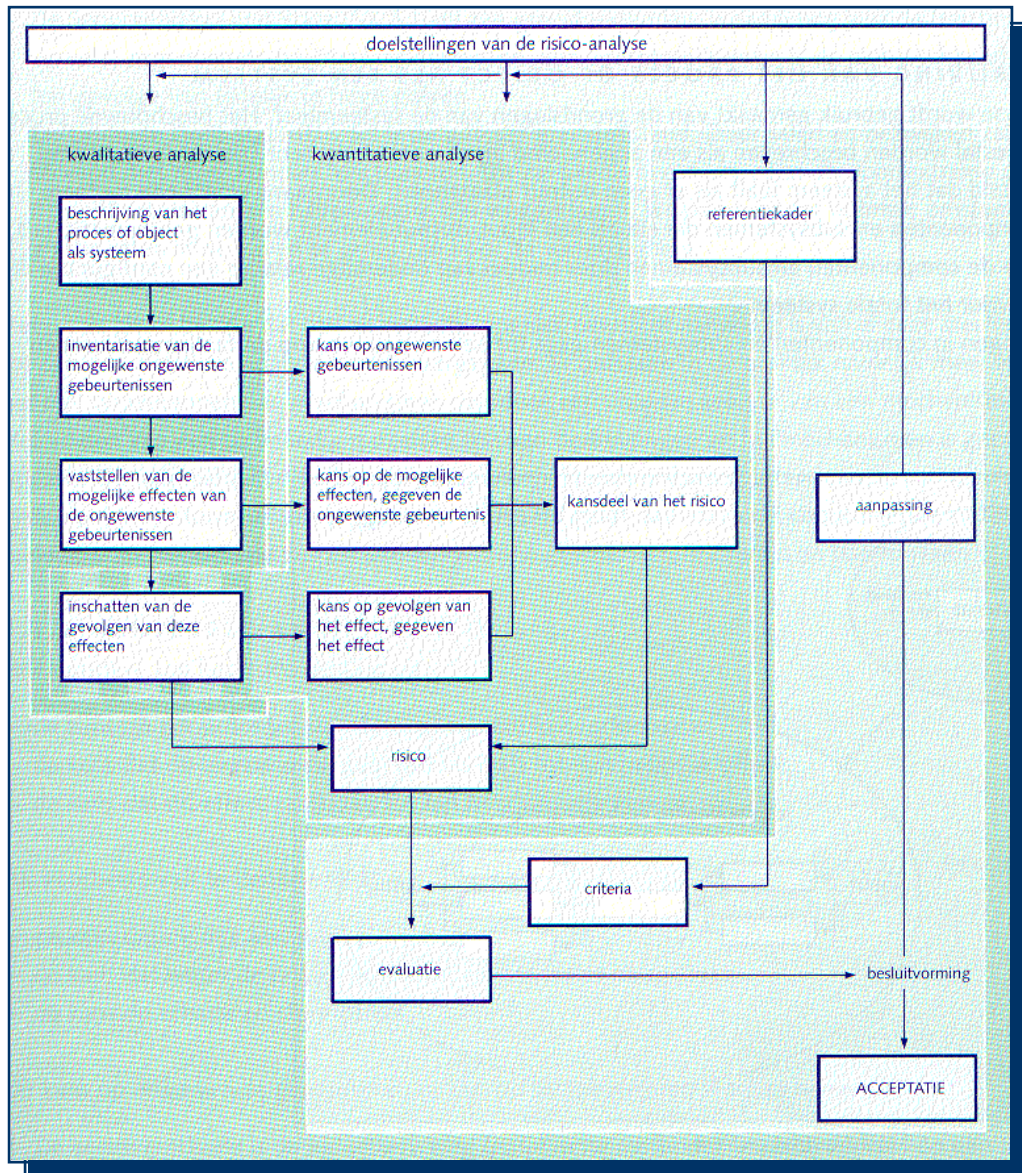 doelstellingen van de risico-analyse
kwalitatieve analyse
kwantitatieve analyse
beschrijving van het
proces of object
als systeem
referentiekader
inventarisatie van de
mogelijke ongewenste
gebeurtenissen
kans op ongewenste
gebeurtenissen
vaststellen van de
mogelijke effecten van
de ongewenste
gebeurtenissen
kans op de mogelijke
effecten, gegeven de
ongewenste gebeurtenis
kansdeel van het risico
aanpassing
inschatten van de
gevolgen van deze
effecten
kans op gevolgen van
het effect, gegeven
het effect
risico
criteria
evaluatie
besluitvorming
ACCEPTATIE